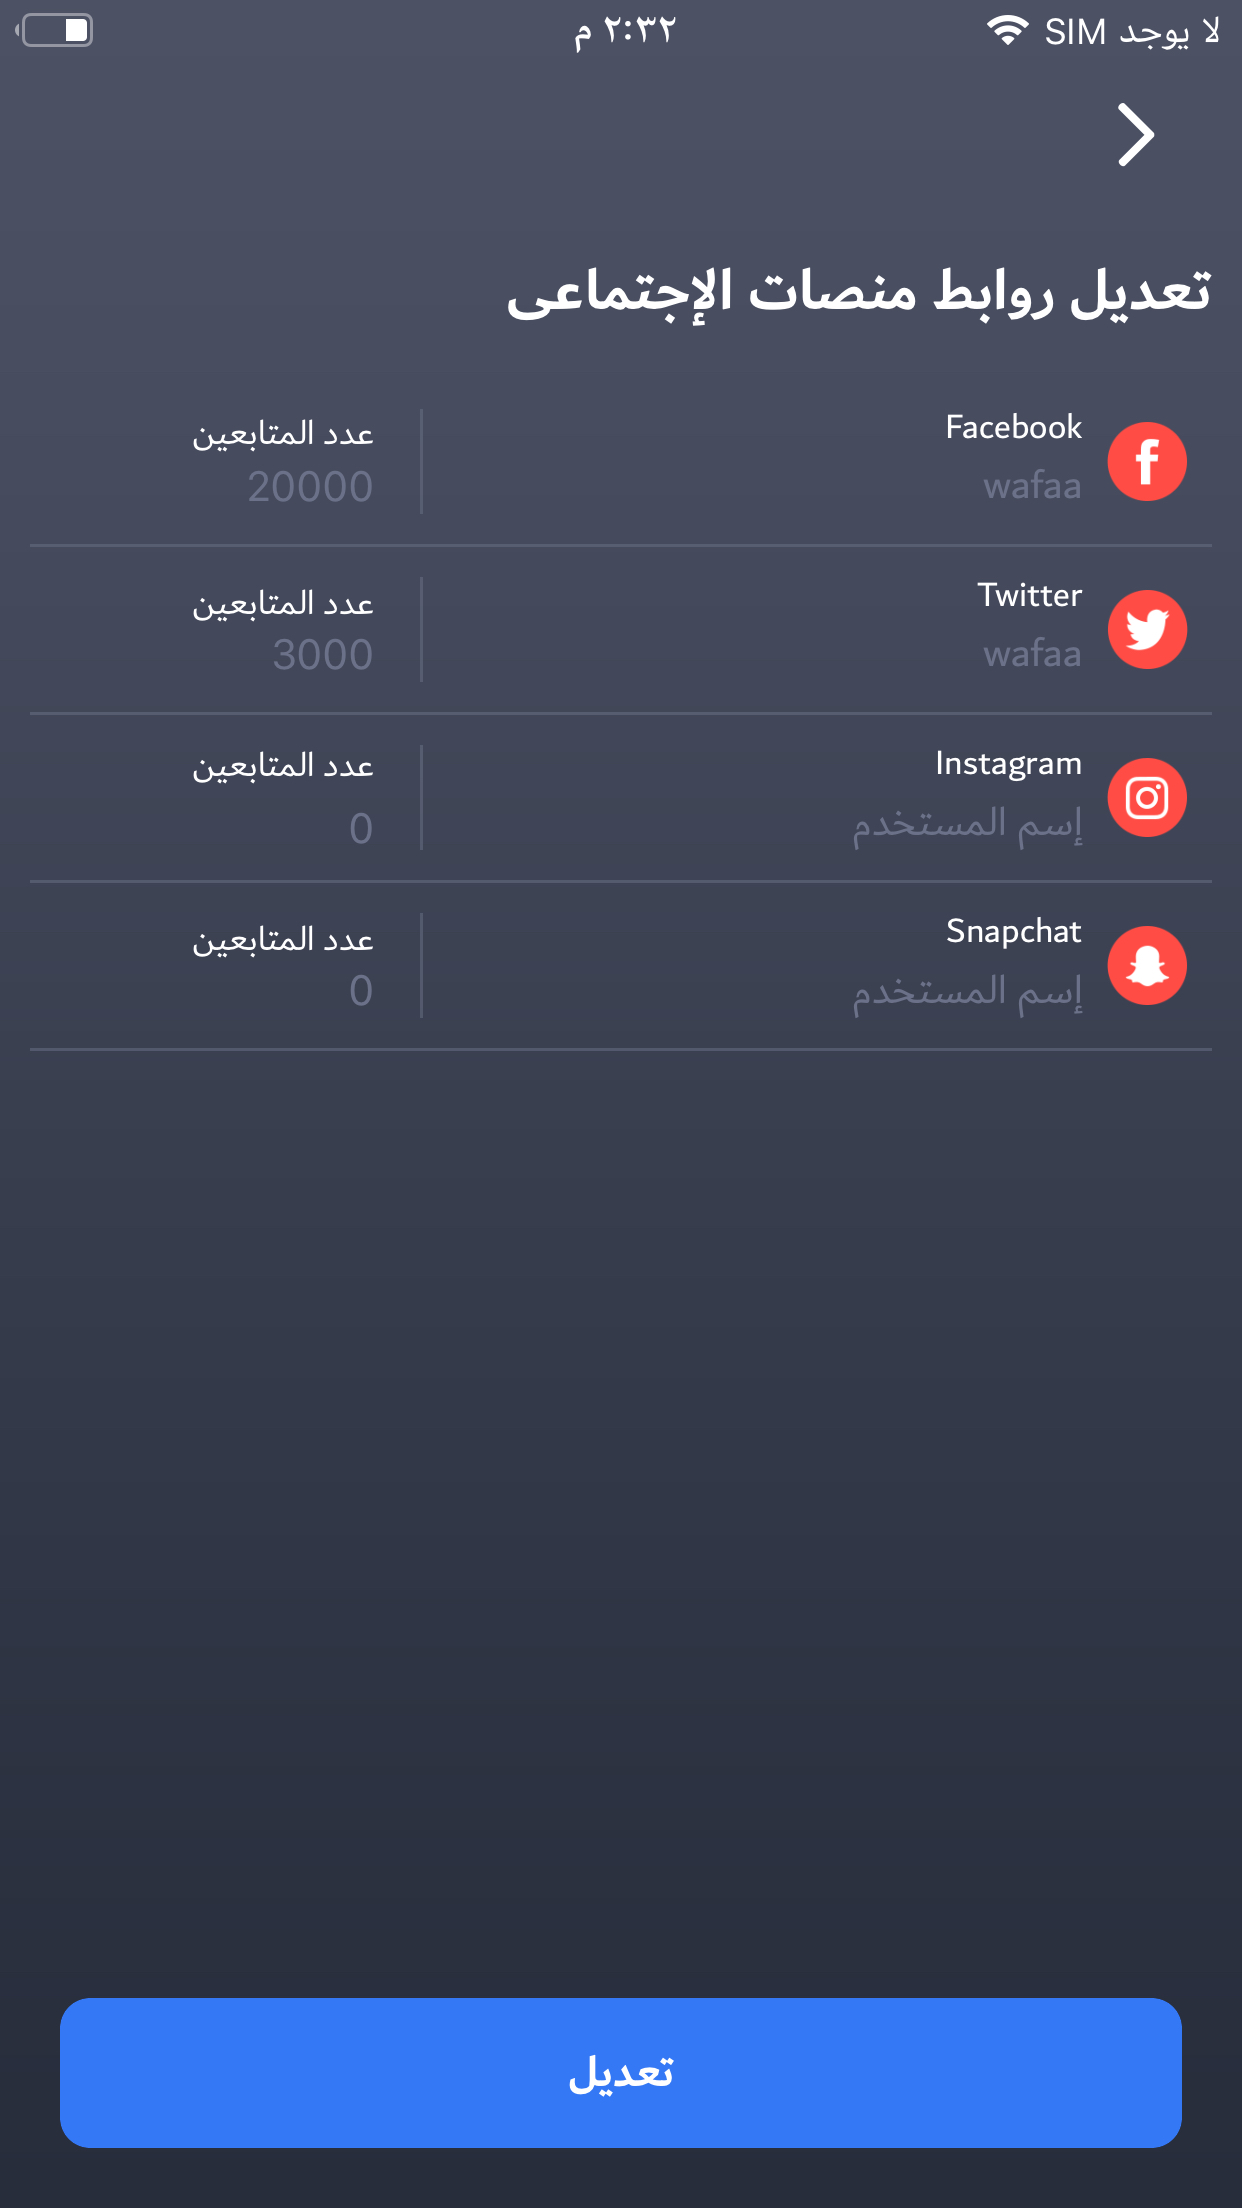 لا يوجد SIM
٢:٣٢ م
تعديل روابط منصات الإجتماعى
Facebook
wafaa
عدد المتابعين
20000
Twitter
wafaa
عدد المتابعين
3000
Instagram
إسم المستخدم
عدد المتابعين
0
Snapchat
إسم المستخدم
عدد المتابعين
0
تعديل